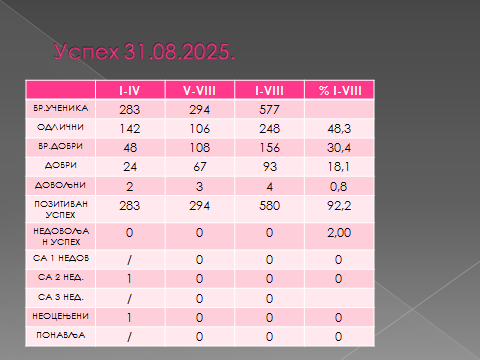 Успех 31.08.2025.
I-IV V-VIII I-VIII % I-VIII
БР.УЧЕНИКА 283 294 577
ОДЛИЧНИ 142 106 248 48,3
ВР.ДОБРИ 48 108 156 30,4
ДОБРИ 24 67 93 18,1
ДОВОЉНИ 2 3 4 0,8
ПОЗИТИВАН УСПЕХ 283 294 580 92,2
НЕДОВОЉА Н УСПЕХ 0 0 0 2,00
СА 1 НЕДОВ / 0 0 0
СА 2 НЕД. 1 0 0 0
СА 3 НЕД. / 0 0
НЕОЦЕЊЕНИ 1 0 0 0
ПОНАВЉА / 0 0 0